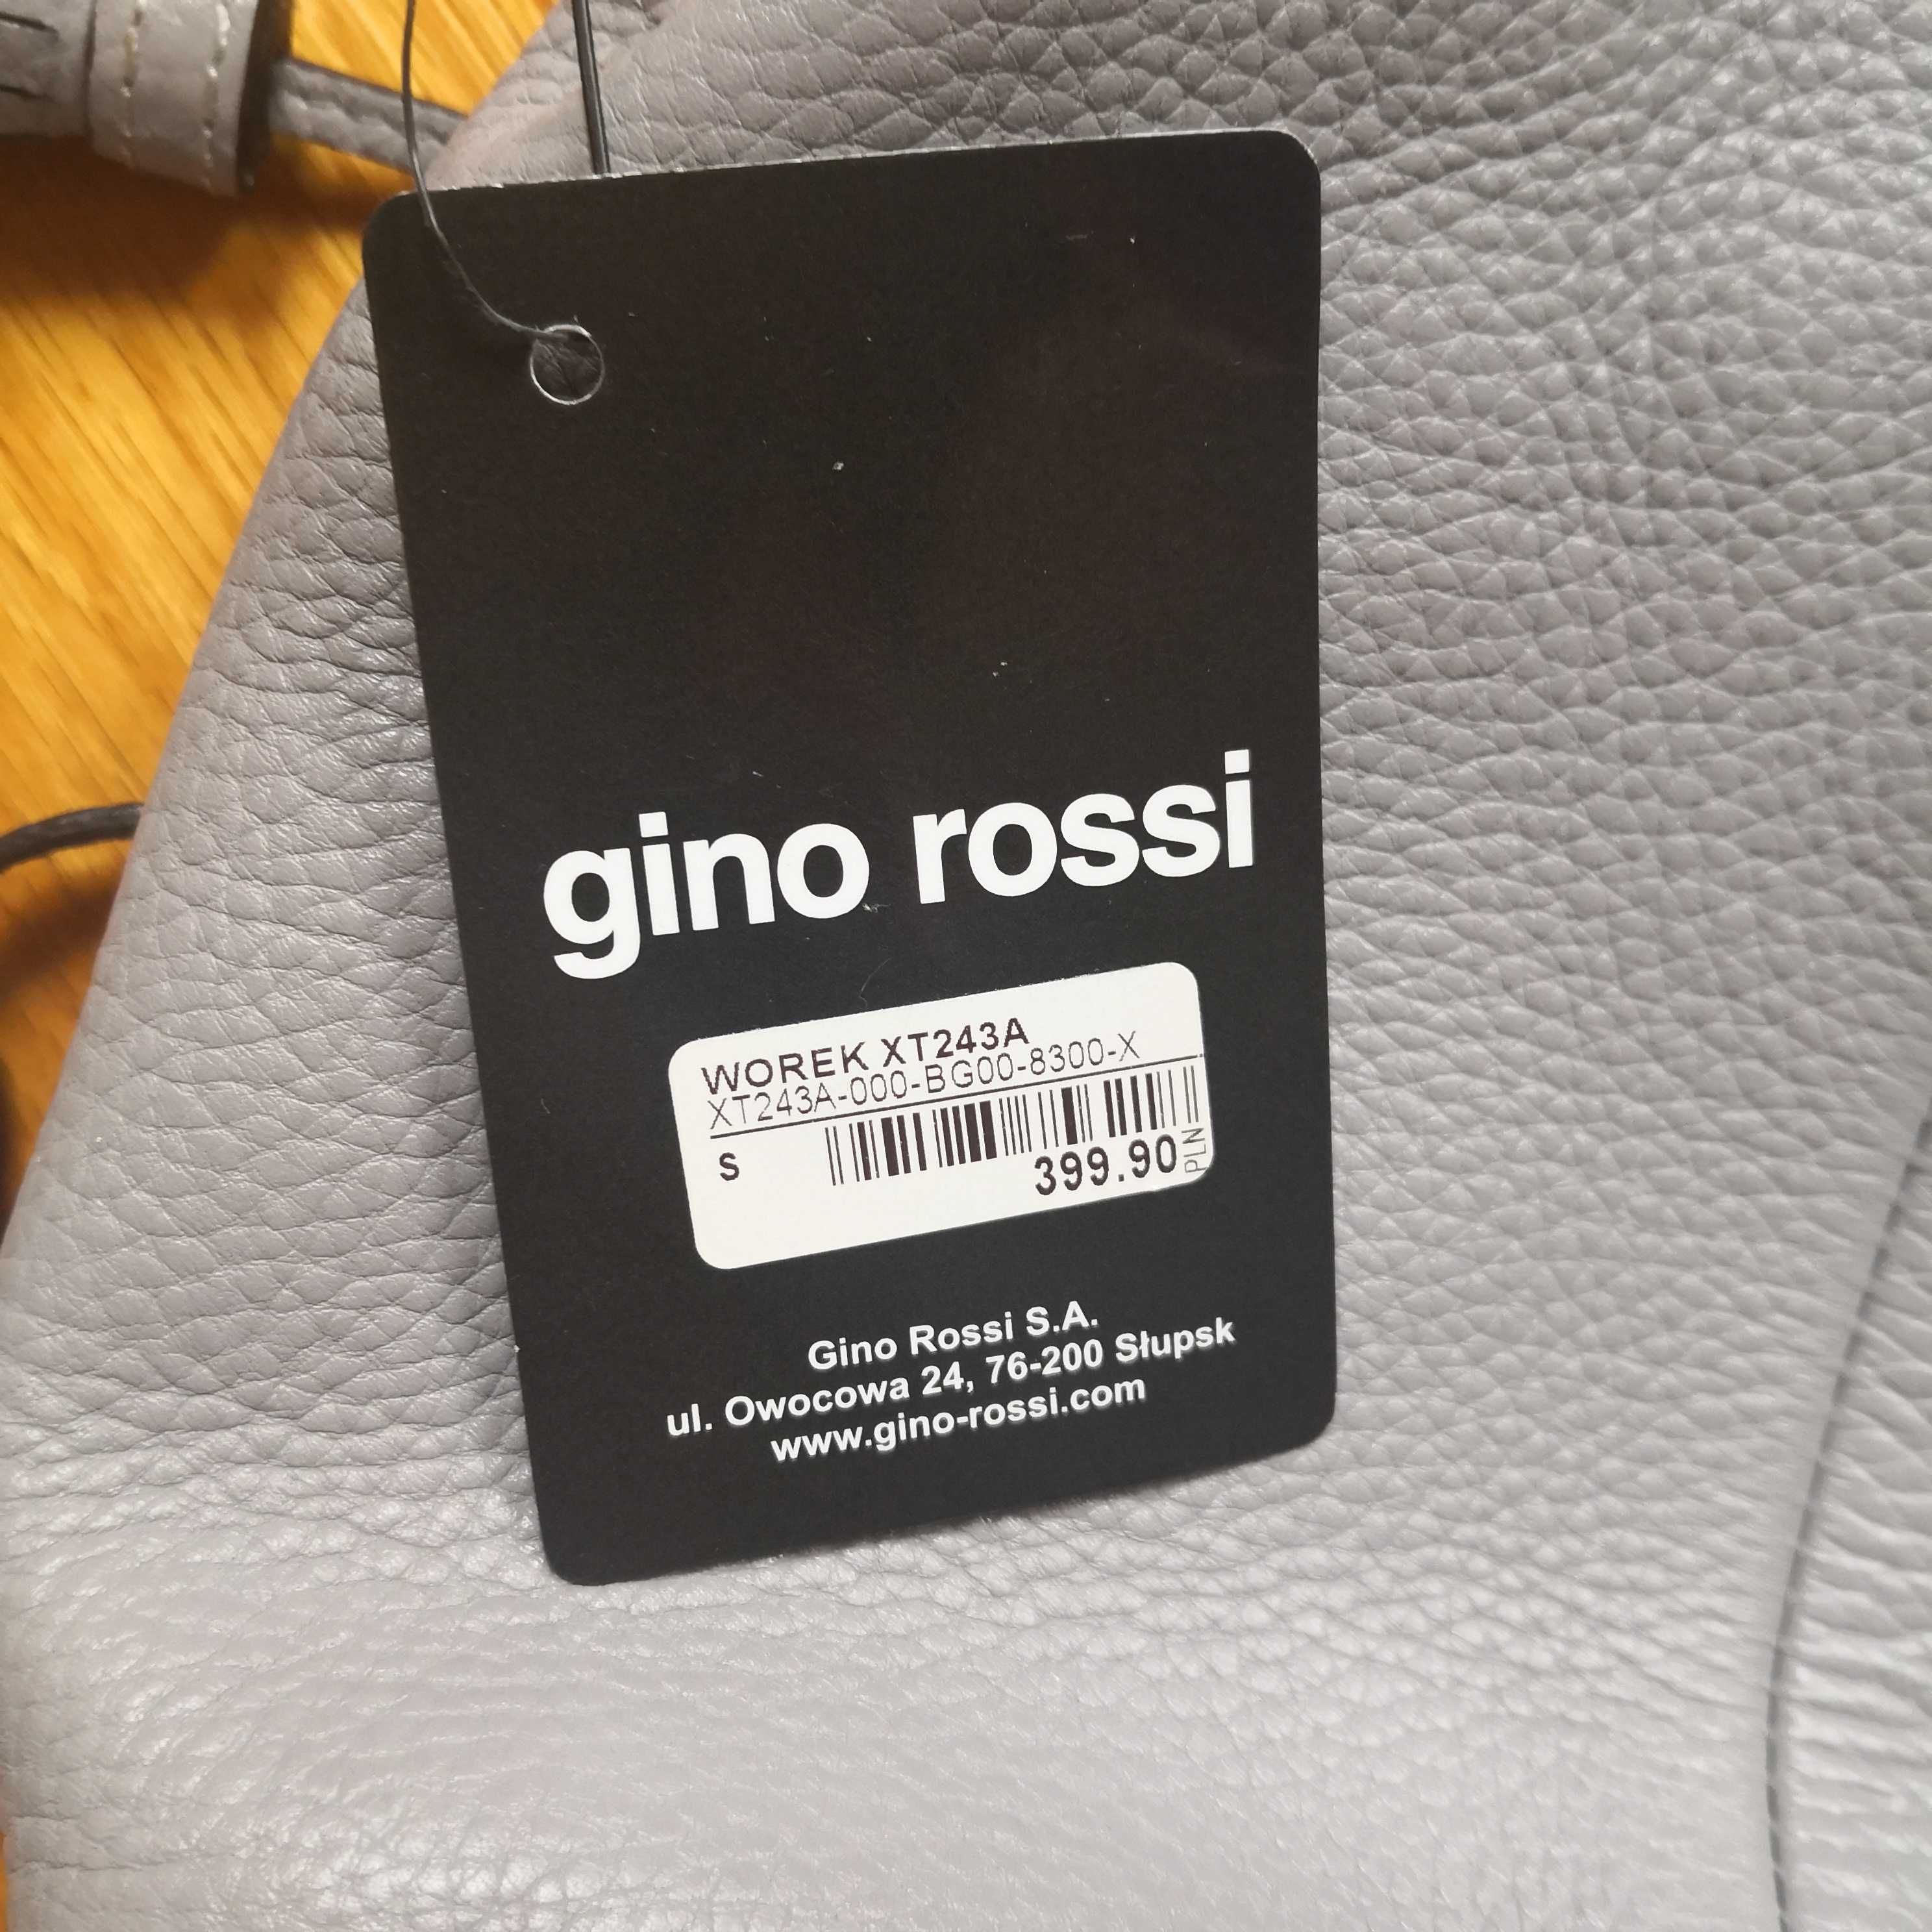 gino rossi
WOREK XT243A
XT243A-000-BG00-8300-X
S
399.90 PLN
Gino Rossi S.A.
ul. Owocowa 24, 76-200 Słupsk
www.gino-rossi.com